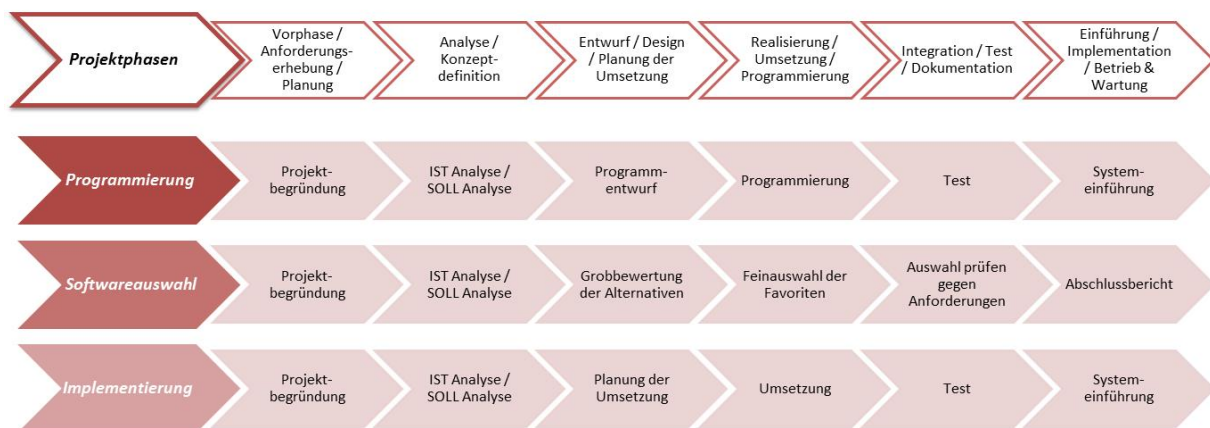 Projektphasen
Vorphase /
Anforderungs-
erhebung /
Planung
Analyse /
Konzept-
definition
Entwurf / Design
/ Planung der
Umsetzung
Realisierung /
Umsetzung /
Programmierung
Integration / Test
/ Dokumentation
Einführung /
Implementation
/ Betrieb &
Wartung
Programmierung
Projekt-
begründung
IST Analyse /
SOLL Analyse
Programm-
entwurf
Programmierung
Test
System-
einführung
Softwareauswahl
Projekt-
begründung
IST Analyse /
SOLL Analyse
Grobbewertung
der Alternativen
Feinauswahl der
Favoriten
Auswahl prüfen
gegen
Anforderungen
Abschlussbericht
Implementierung
Projekt-
begründung
IST Analyse /
SOLL Analyse
Planung der
Umsetzung
Umsetzung
Test
System-
einführung